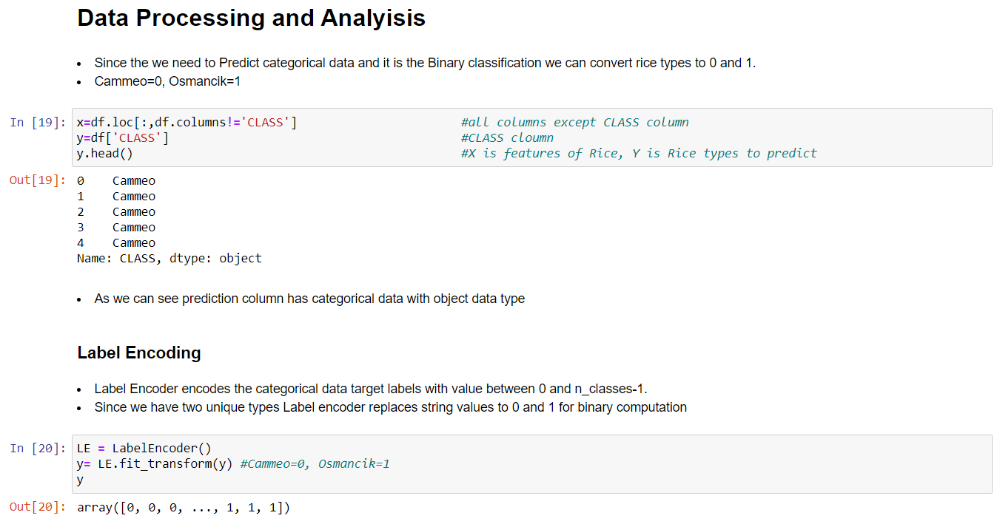 Data Processing and Analyisis
• Since the we need to Predict categorical data and it is the Binary classification we can convert rice types to 0 and 1.
• Cammeo=0, Osmancik=1
In [19]: x=df.loc[:,df.columns!='CLASS'] #all columns except CLASS column
y=df['CLASS'] #CLASS cloumn
y.head() #X is features of Rice, Y is Rice types to predict
Out[19]: 0 Cammeo
1 Cammeo
2 Cammeo
3 Cammeo
4 Cammeo
Name: CLASS, dtype: object
• As we can see prediction column has categorical data with object data type
Label Encoding
• Label Encoder encodes the categorical data target labels with value between 0 and n_classes-1.
• Since we have two unique types Label encoder replaces string values to 0 and 1 for binary computation
In [20]: LE = LabelEncoder()
y= LE.fit_transform(y) #Cammeo=0, Osmancik=1
y
Out[20]: array([0, 0, 0, ..., 1, 1, 1])